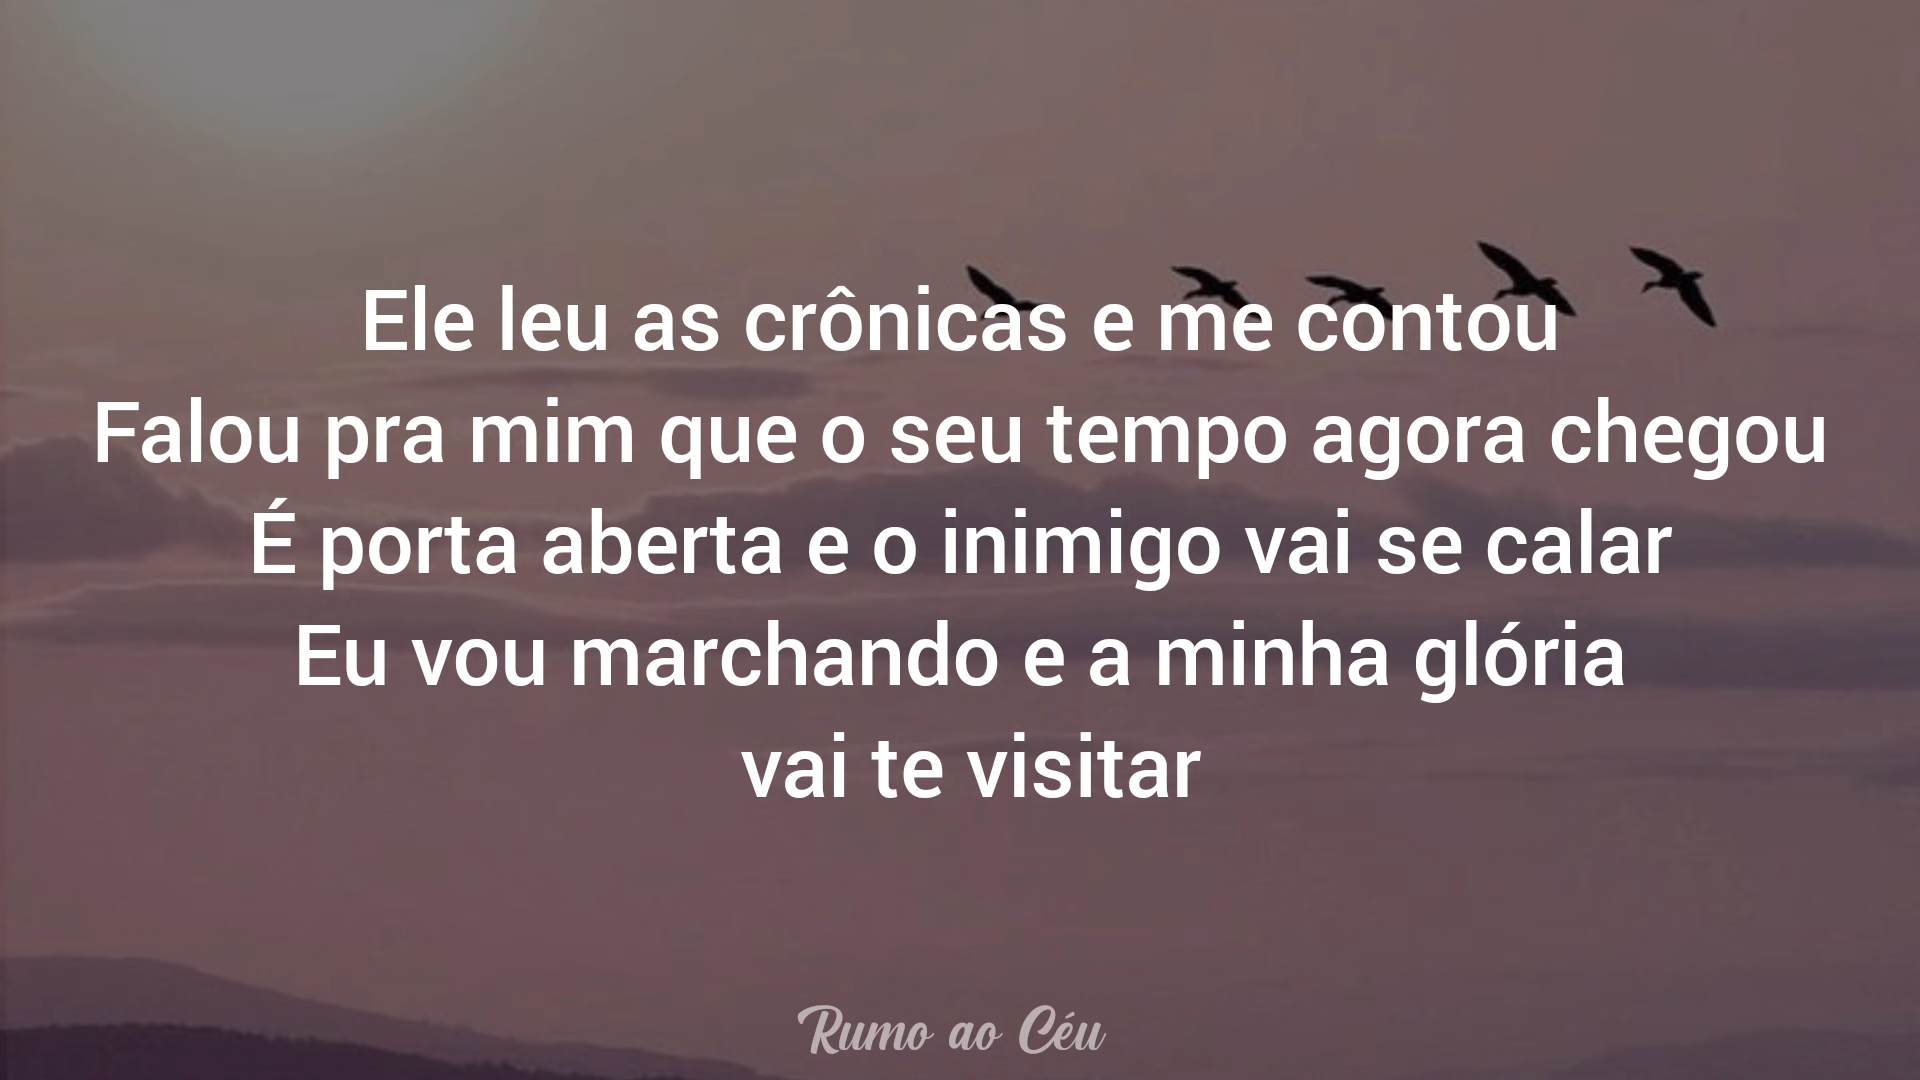 Ele leu as crônicas e me contou
Falou pra mim que o seu tempo agora chegou
É porta aberta e o inimigo vai se calar
Eu vou marchando e a minha glória
vai te visitar
Rumo ao Céu